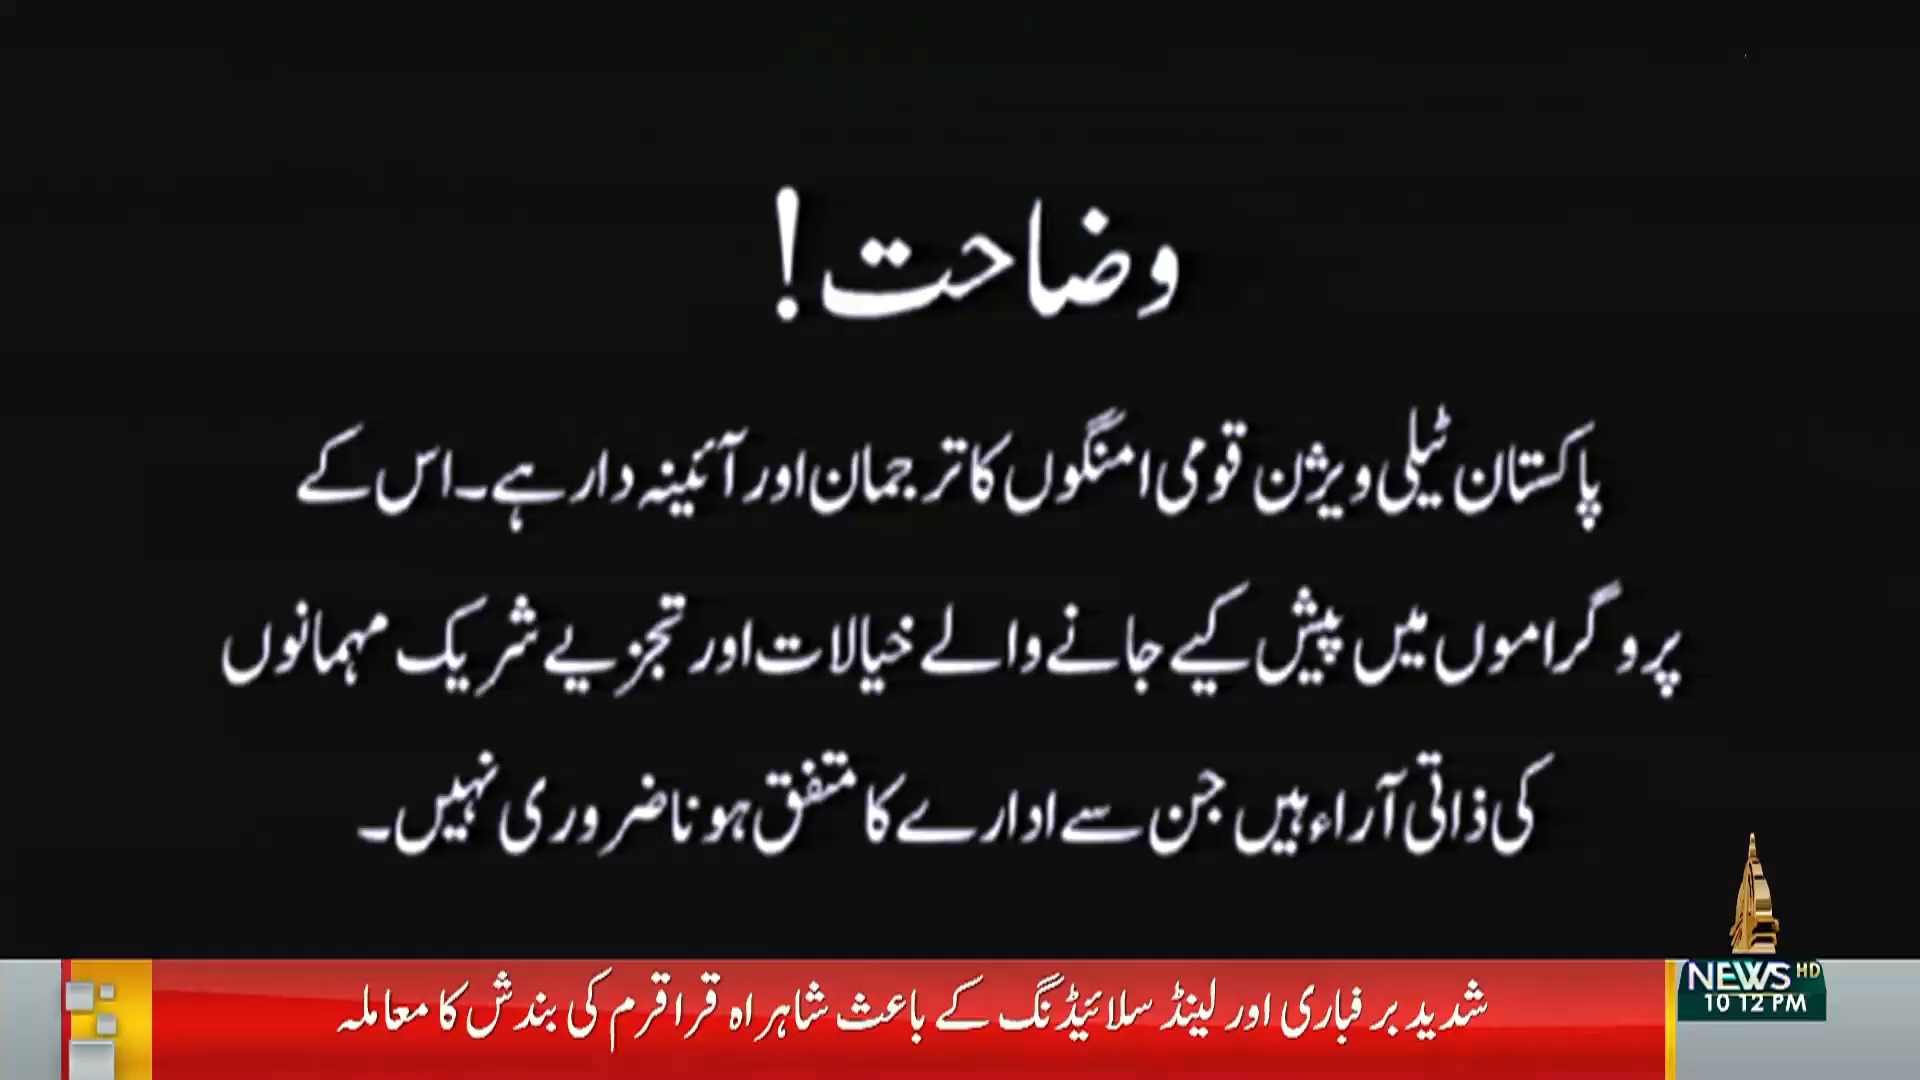 وضاحت!
پاکستان ٹیلی ویژن قومی امنگوں کا ترجمان اور آئینہ دار ہے۔ اس کے
پروگراموں میں پیش کیے جانے والے خیالات اور تجزیے شریک مہمانوں
کی ذاتی آراء ہیں جن سے ادارے کا متفق ہونا ضروری نہیں۔
NEWS HD
10 12 PM
شدید برفباری اور لینڈ سلائیڈنگ کے باعث شاہراہ قراقرم کی بندش کا معاملہ